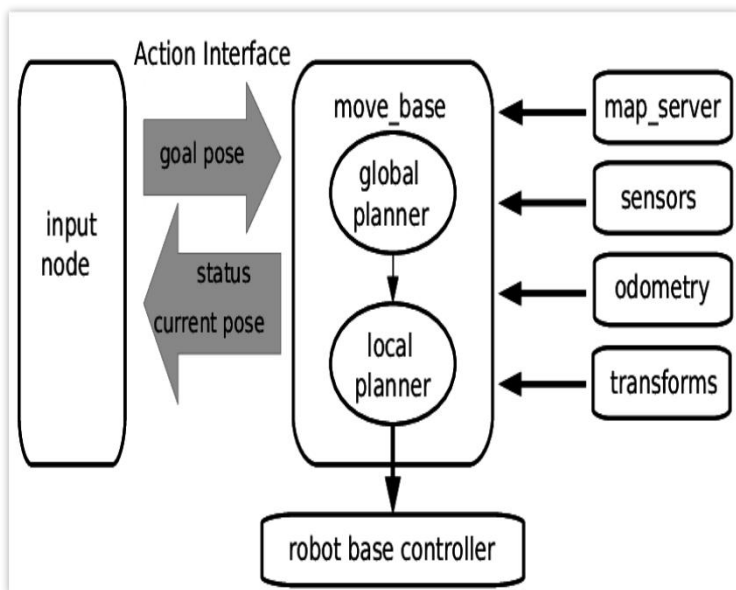 Action Interface
input
node
goal pose
status
current pose
move_base
global
planner
local
planner
map_server
sensors
odometry
transforms
robot base controller